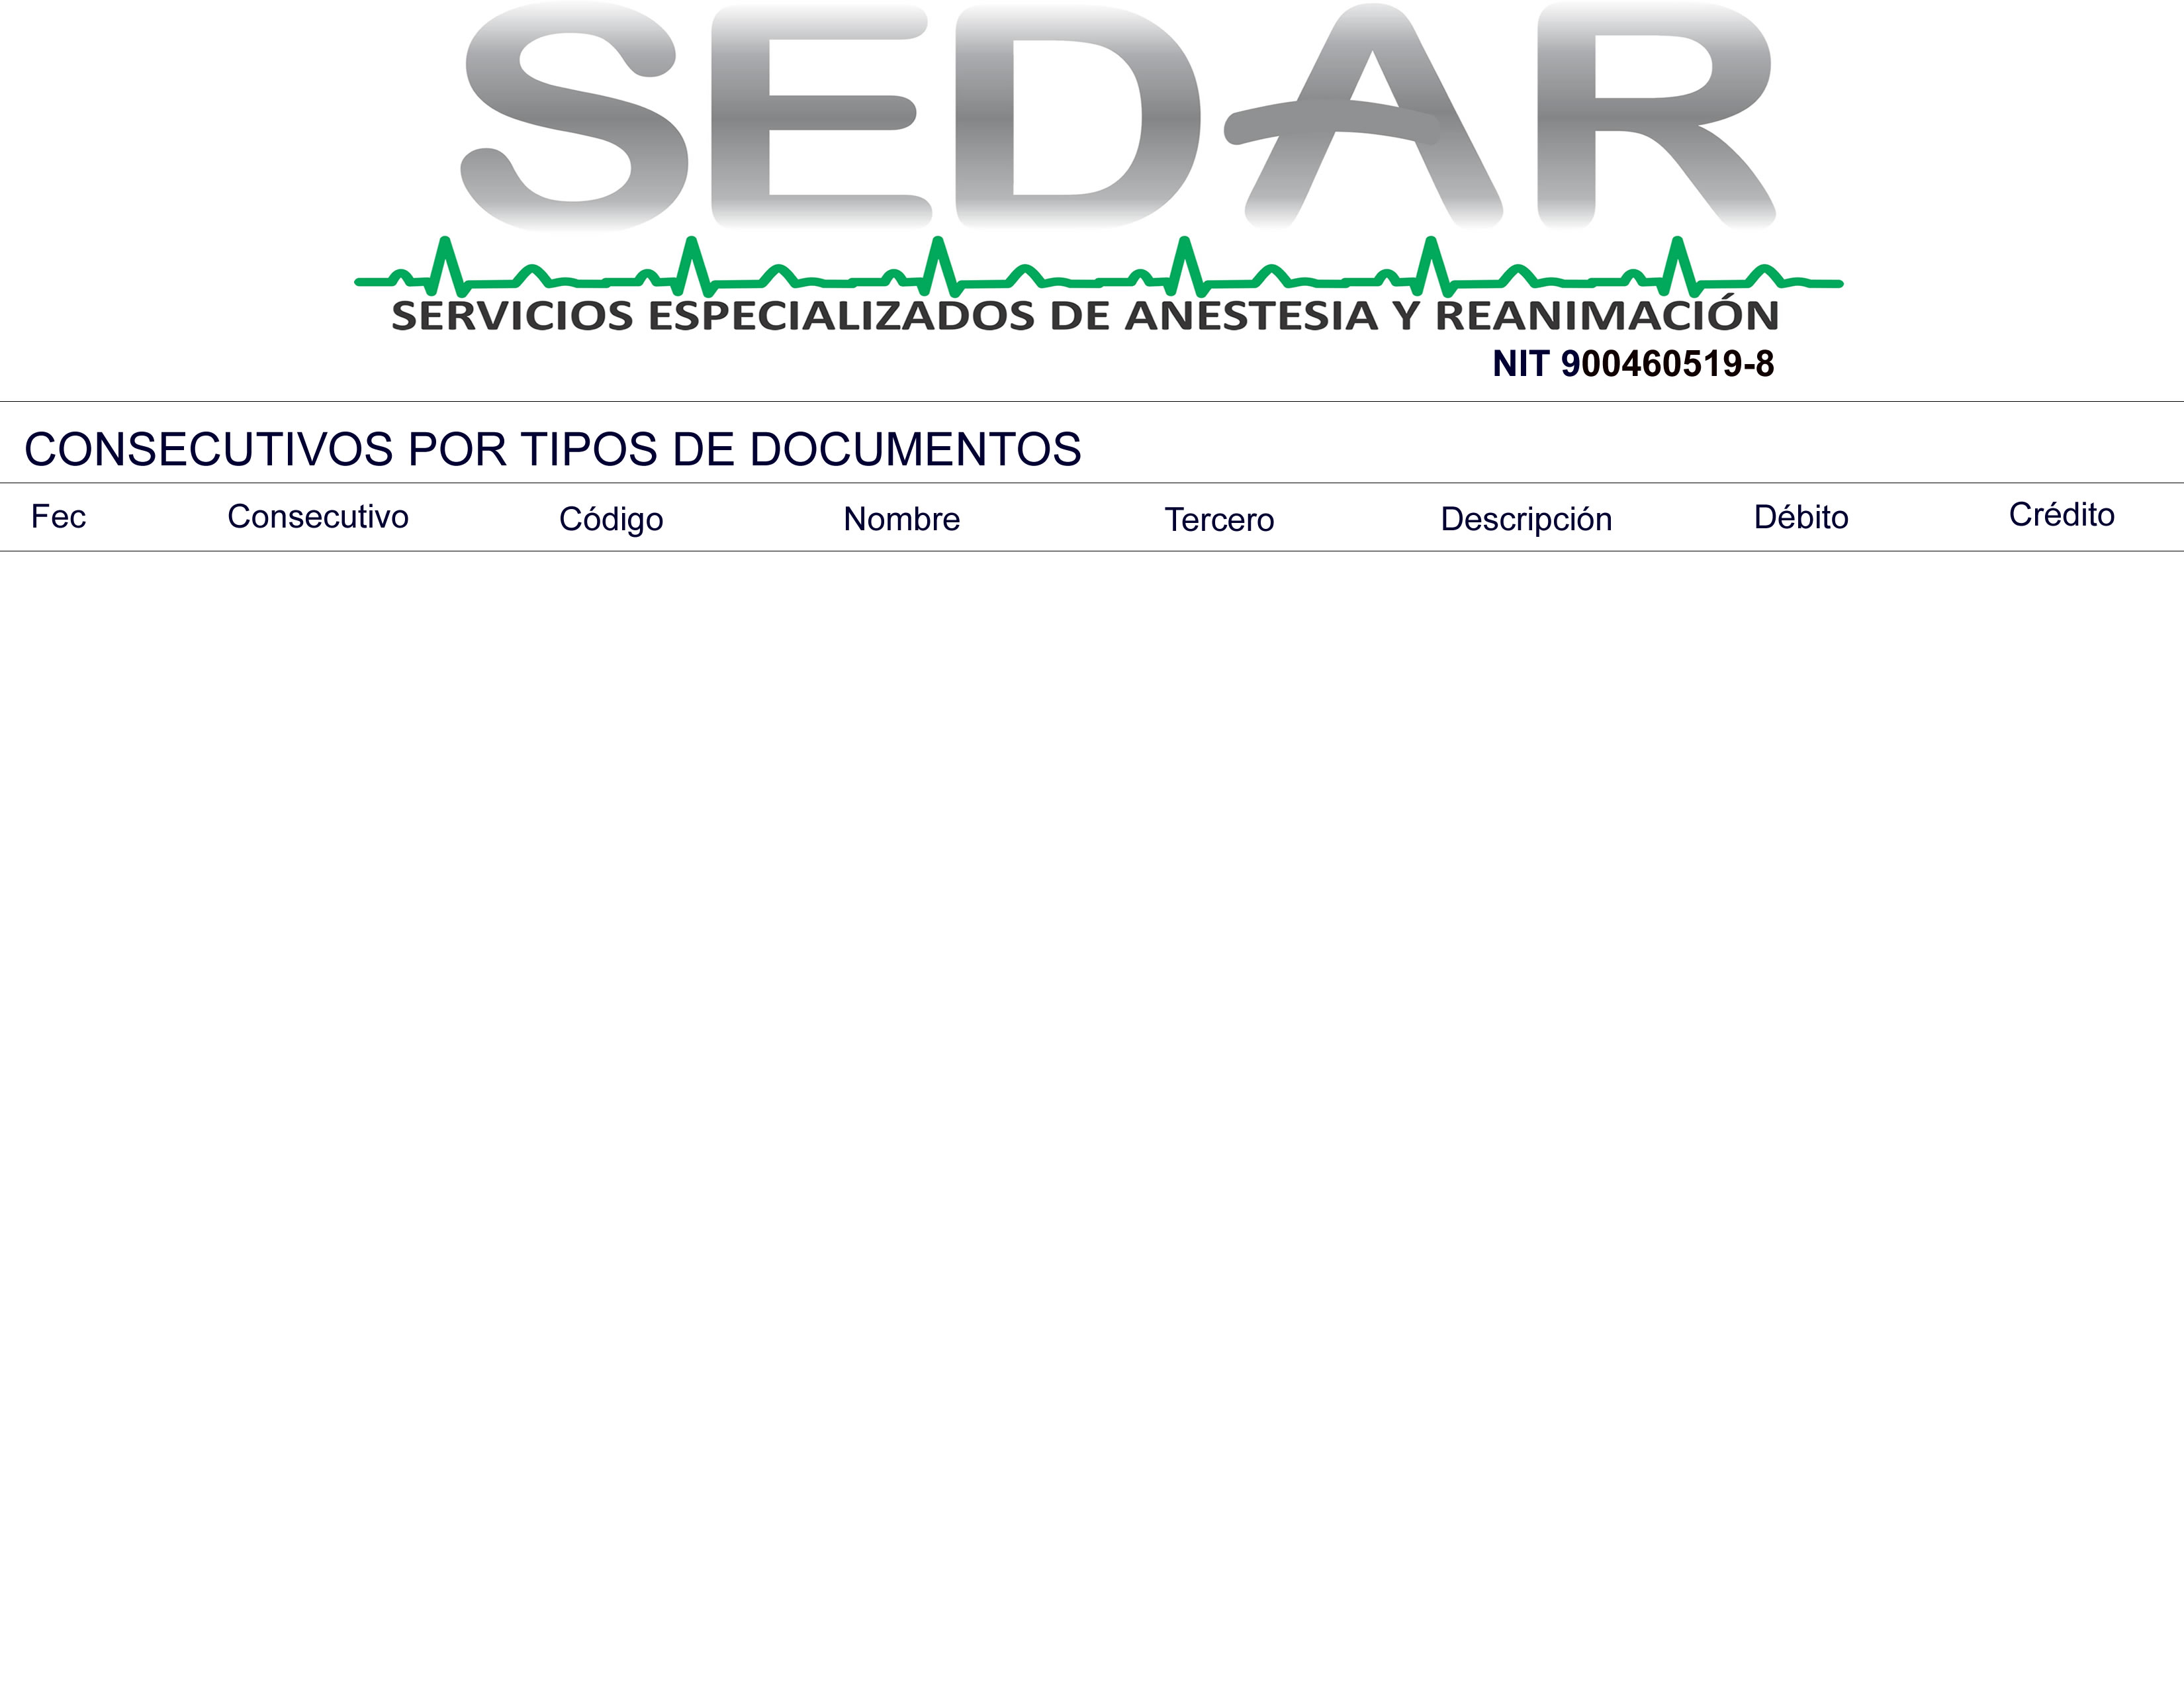 SEDAR
SERVICIOS ESPECIALIZADOS DE ANESTESIA Y REANIMACIÓN
NIT 900460519-8
CONSECUTIVOS POR TIPOS DE DOCUMENTOS
Fec Consecutivo Código Nombre Tercero Descripción Débito Crédito